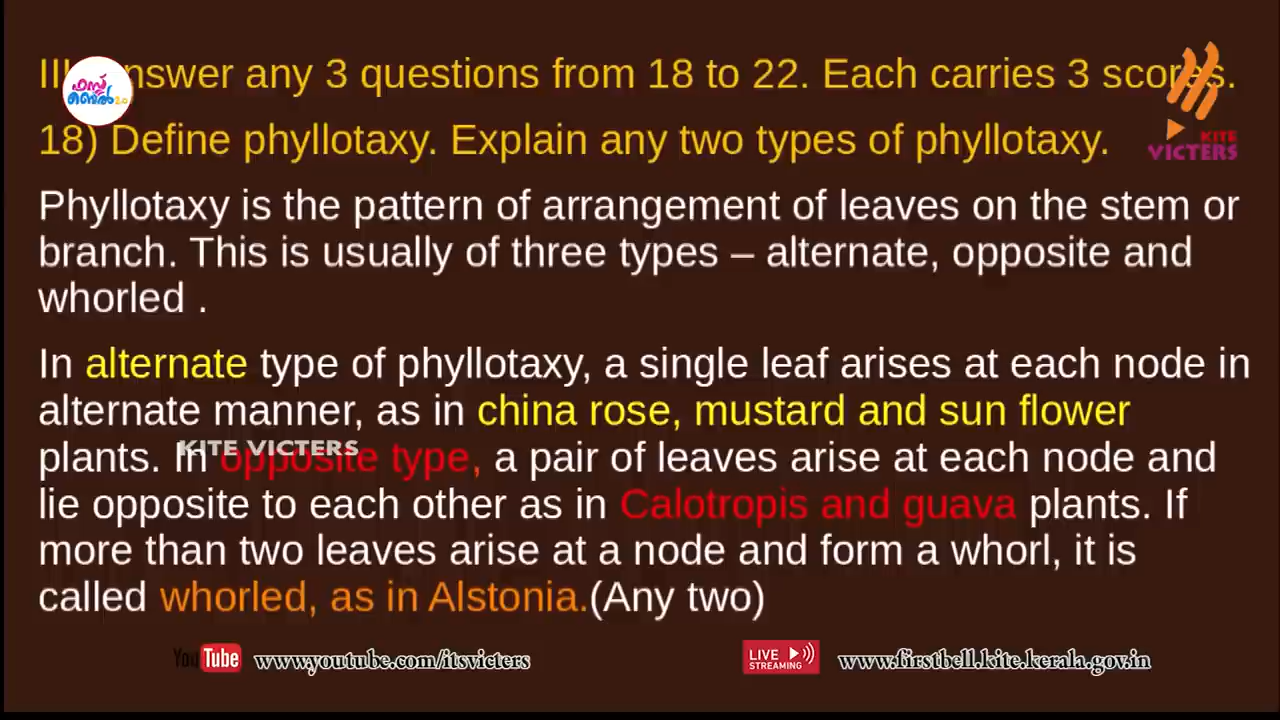 III. Answer any 3 questions from 18 to 22. Each carries 3 scores.
ഫസ്റ്റ്
ബെൽ 2.0
18) Define phyllotaxy. Explain any two types of phyllotaxy.
KITE
VICTERS
Phyllotaxy is the pattern of arrangement of leaves on the stem or
branch. This is usually of three types – alternate, opposite and
whorled .
In alternate type of phyllotaxy, a single leaf arises at each node in
alternate manner, as in china rose, mustard and sun flower
KITE VICTERS
plants. In opposite type, a pair of leaves arise at each node and
lie opposite to each other as in Calotropis and guava plants. If
more than two leaves arise at a node and form a whorl, it is
called whorled, as in Alstonia.(Any two)
YouTube www.youtube.com/itsvicters
LIVE STREAMING www.firstbell.kite.kerala.gov.in